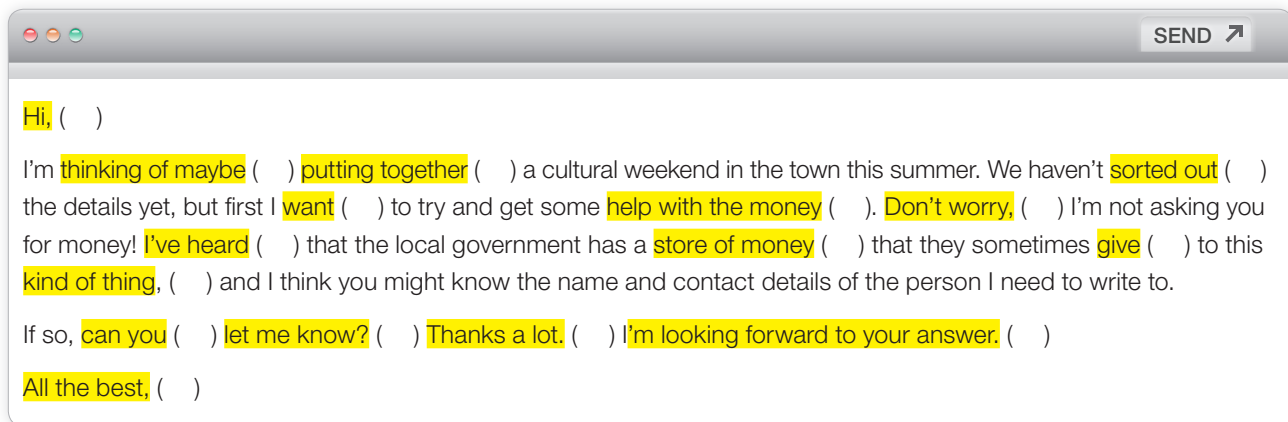 SEND
Hi, ( )
I'm thinking of maybe ( ) putting together ( ) a cultural weekend in the town this summer. We haven't sorted out ( )
the details yet, but first I want ( ) to try and get some help with the money ( ). Don't worry, ( ) I'm not asking you
for money! I've heard ( ) that the local government has a store of money ( ) that they sometimes give ( ) to this
kind of thing, ( ) and I think you might know the name and contact details of the person I need to write to.
If so, can you ( ) let me know? ( ) Thanks a lot. ( ) I'm looking forward to your answer. ( )
All the best, ( )